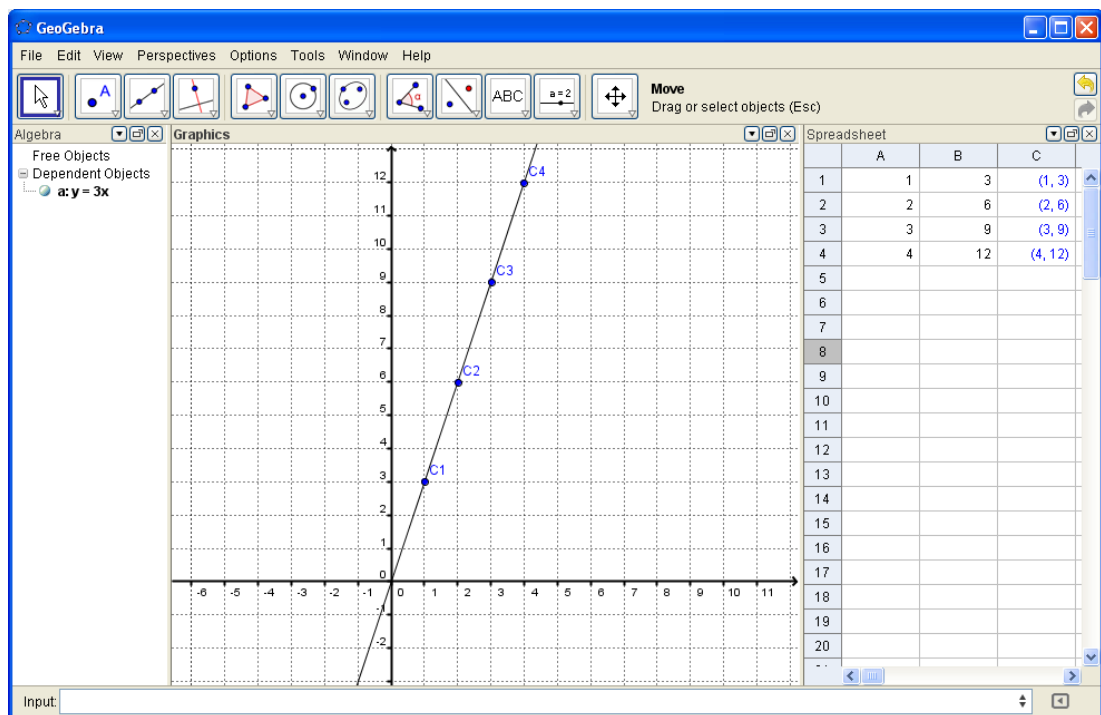 GeoGebra
File Edit View Perspectives Options Tools Window Help
A
α
ABC
a=2
Move
Drag or select objects (Esc)
Algebra
Free Objects
Dependent Objects
a: y = 3x
Graphics
12
11
10
9
8
7
6
5
4
3
2
1
0
-1
-2
-6 -5 -4 -3 -2 -1 0 1 2 3 4 5 6 7 8 9 10 11
C4
C3
C2
C1
Spreadsheet
A B C
1 1 3 (1, 3)
2 2 6 (2, 6)
3 3 9 (3, 9)
4 4 12 (4, 12)
5
6
7
8
9
10
11
12
13
14
15
16
17
18
19
20
Input: